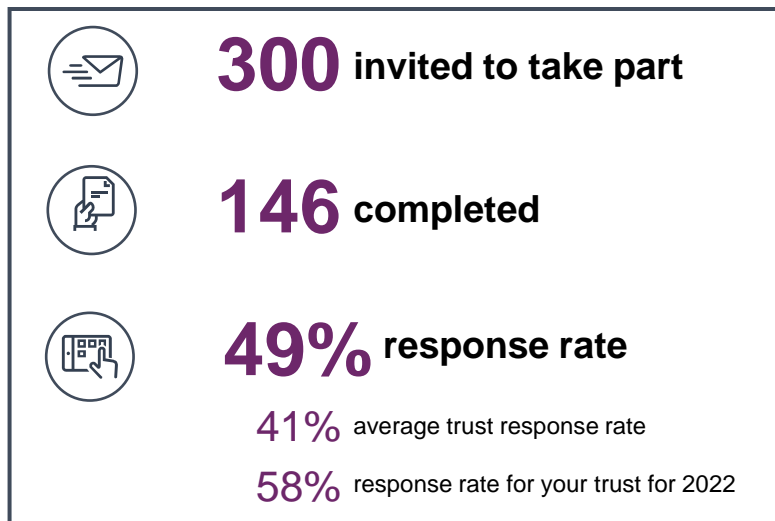 300 invited to take part
146 completed
49% response rate
41% average trust response rate
58% response rate for your trust for 2022